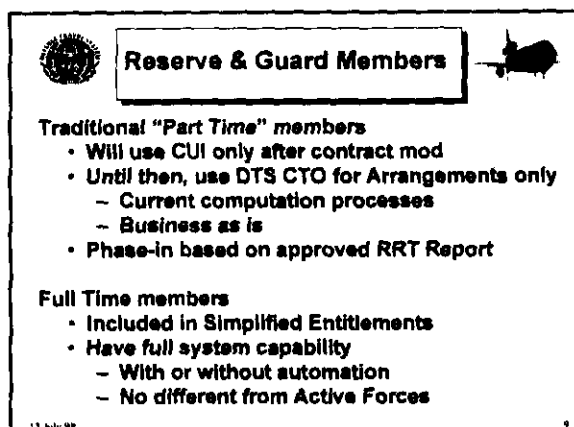 Reserve & Guard Members
Traditional "Part Time" members
• Will use CUI only after contract mod
• Until then, use DTS CTO for Arrangements only
– Current computation processes
– Business as is
• Phase-in based on approved RRT Report
Full Time members
• Included in Simplified Entitlements
• Have full system capability
– With or without automation
– No different from Active Forces
July 98
9